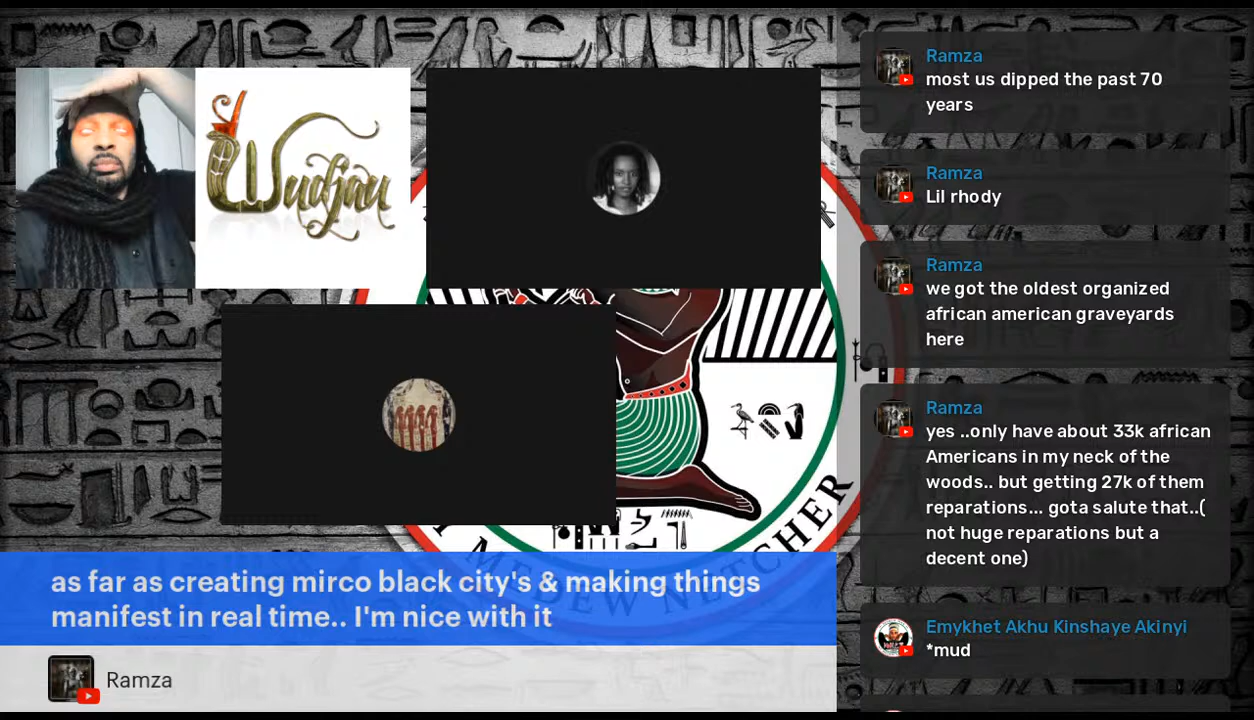 Wudjau
MEDEW NETCHER
as far as creating mirco black city's & making things
manifest in real time.. I'm nice with it
Ramza
Ramza
most us dipped the past 70
years
Ramza
Lil rhody
Ramza
we got the oldest organized
african american graveyards
here
Ramza
yes ..only have about 33k african
Americans in my neck of the
woods.. but getting 27k of them
reparations... gota salute that..(
not huge reparations but a
decent one)
Emykhet Akhu Kinshaye Akinyi
*mud